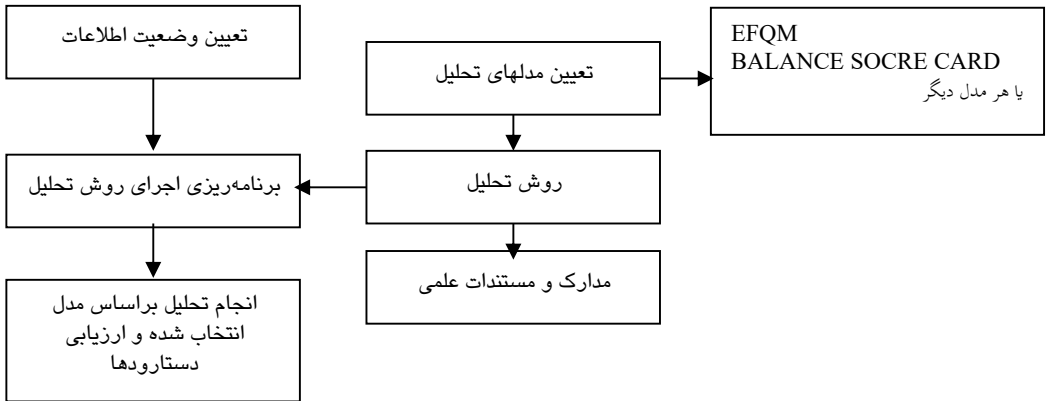 تعیین وضعیت اطلاعات
تعیین مدلهای تحلیل
EFQM
BALANCE SOCRE CARD
یا هر مدل دیگر
برنامه‌ریزی اجرای روش تحلیل
روش تحلیل
انجام تحلیل براساس مدل
انتخاب شده و ارزیابی
دستارودها
مدارک و مستندات علمی